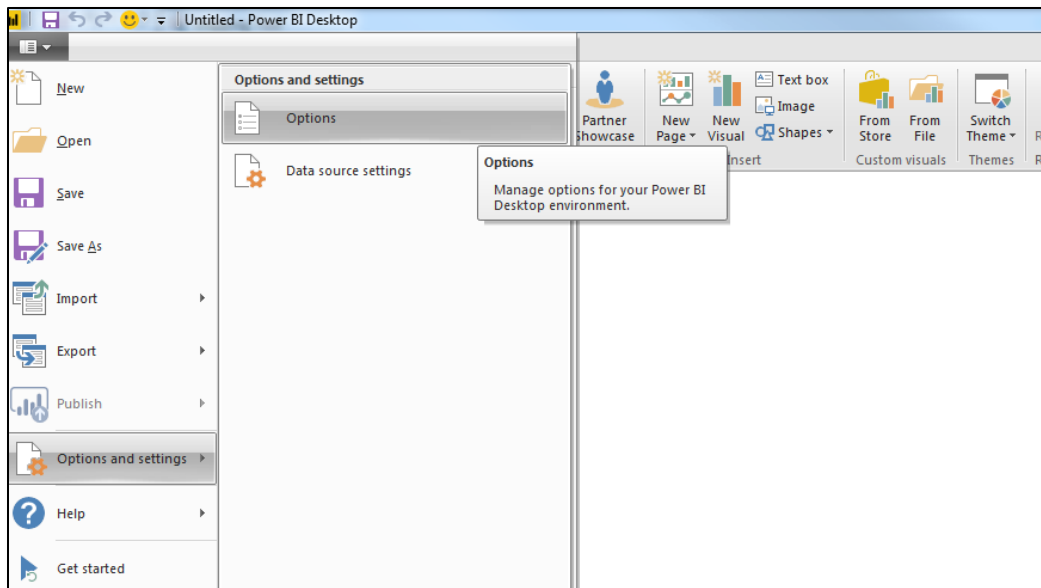 Untitled - Power BI Desktop
New
Open
Save
Save As
Import
Export
Publish
Options and settings
Help
Get started
Options and settings
Options
Data source settings
Options
Manage options for your Power BI
Desktop environment.
Partner
Showcase
New
Page
New
Visual
Text box
Image
Shapes
Insert
From
Store
From
File
Custom visuals
Switch
Theme
Themes